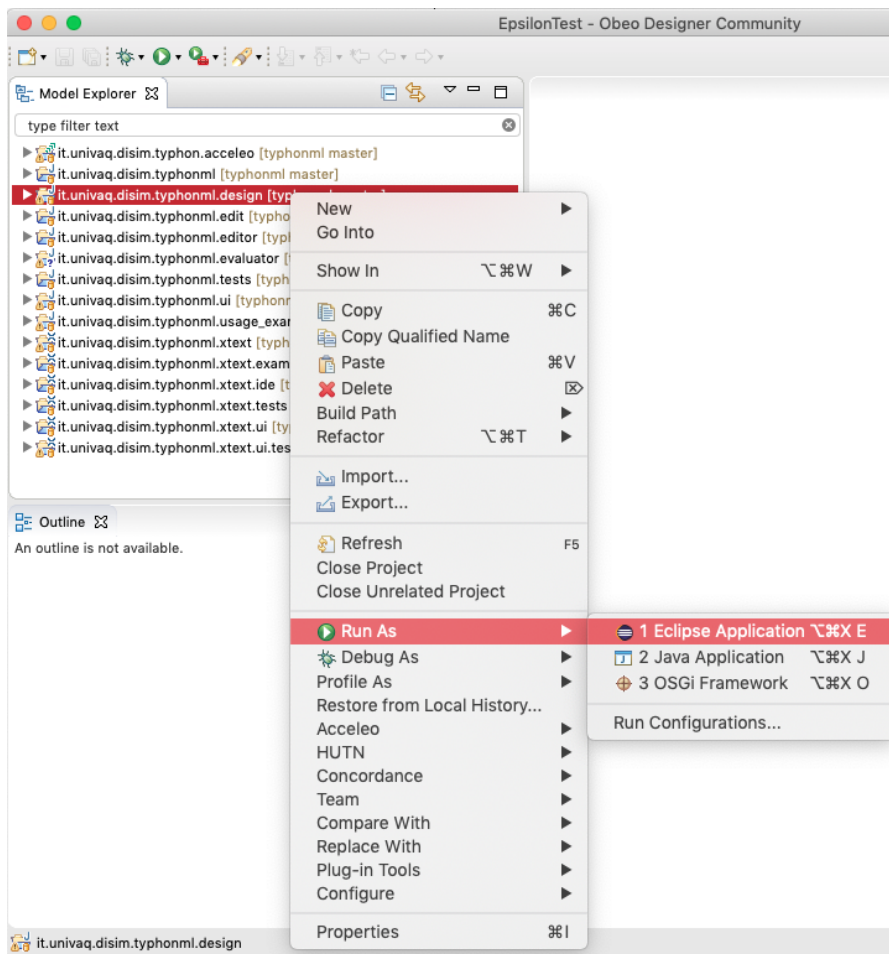 EpsilonTest - Obeo Designer Community
Model Explorer
type filter text
it.univaq.disim.typhon.acceleo [typhonml master]
it.univaq.disim.typhonml [typhonml master]
it.univaq.disim.typhonml.design
it.univaq.disim.typhonml.edit [typho
it.univaq.disim.typhonml.editor [typ
it.univaq.disim.typhonml.evaluator [
it.univaq.disim.typhonml.tests [typh
it.univaq.disim.typhonml.ui [typhon
it.univaq.disim.typhonml.usage_exa
it.univaq.disim.typhonml.xtext [typh
it.univaq.disim.typhonml.xtext.exam
it.univaq.disim.typhonml.xtext.ide [t
it.univaq.disim.typhonml.xtext.tests
it.univaq.disim.typhonml.xtext.ui [ty
it.univaq.disim.typhonml.xtext.ui.tes
Outline
An outline is not available.
New
Go Into
Show In ⌥⌘W
Copy ⌘C
Copy Qualified Name
Paste ⌘V
Delete ⌦
Build Path
Refactor ⌥⌘T
Import...
Export...
Refresh F5
Close Project
Close Unrelated Project
Run As
Debug As
Profile As
Restore from Local History...
Acceleo
HUTN
Concordance
Team
Compare With
Replace With
Plug-in Tools
Configure
Properties ⌘I
1 Eclipse Application ⌥⌘X E
2 Java Application ⌥⌘X J
3 OSGi Framework ⌥⌘X O
Run Configurations...
it.univaq.disim.typhonml.design